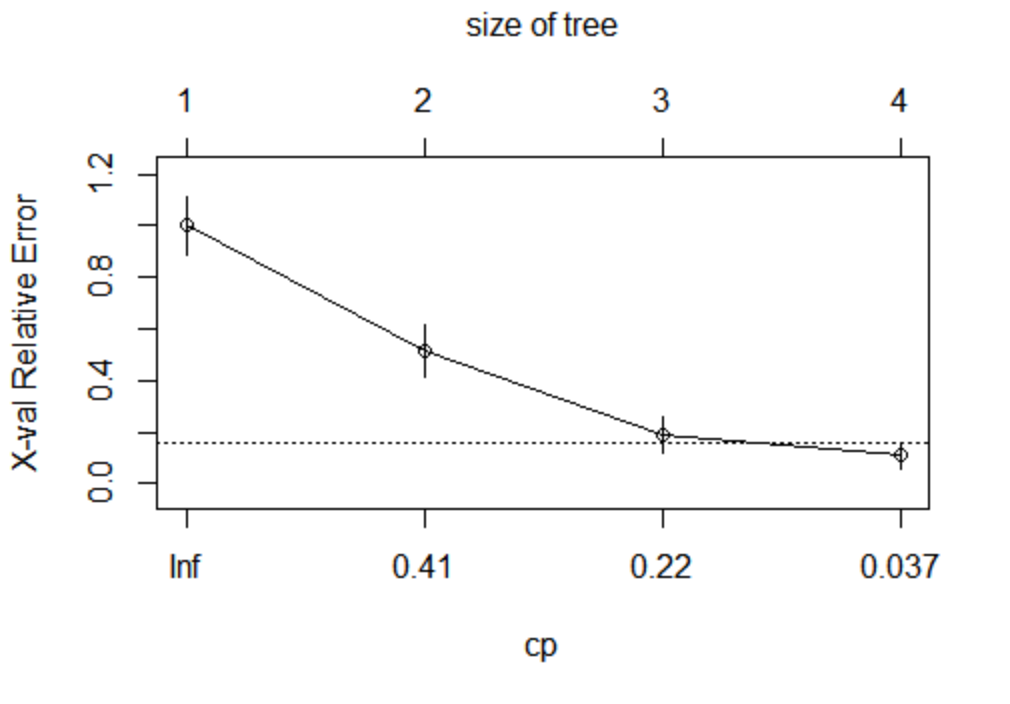 size of tree
1 2 3 4
X-val Relative Error
1.2
0.8
0.4
0.0
Inf 0.41 0.22 0.037
cp